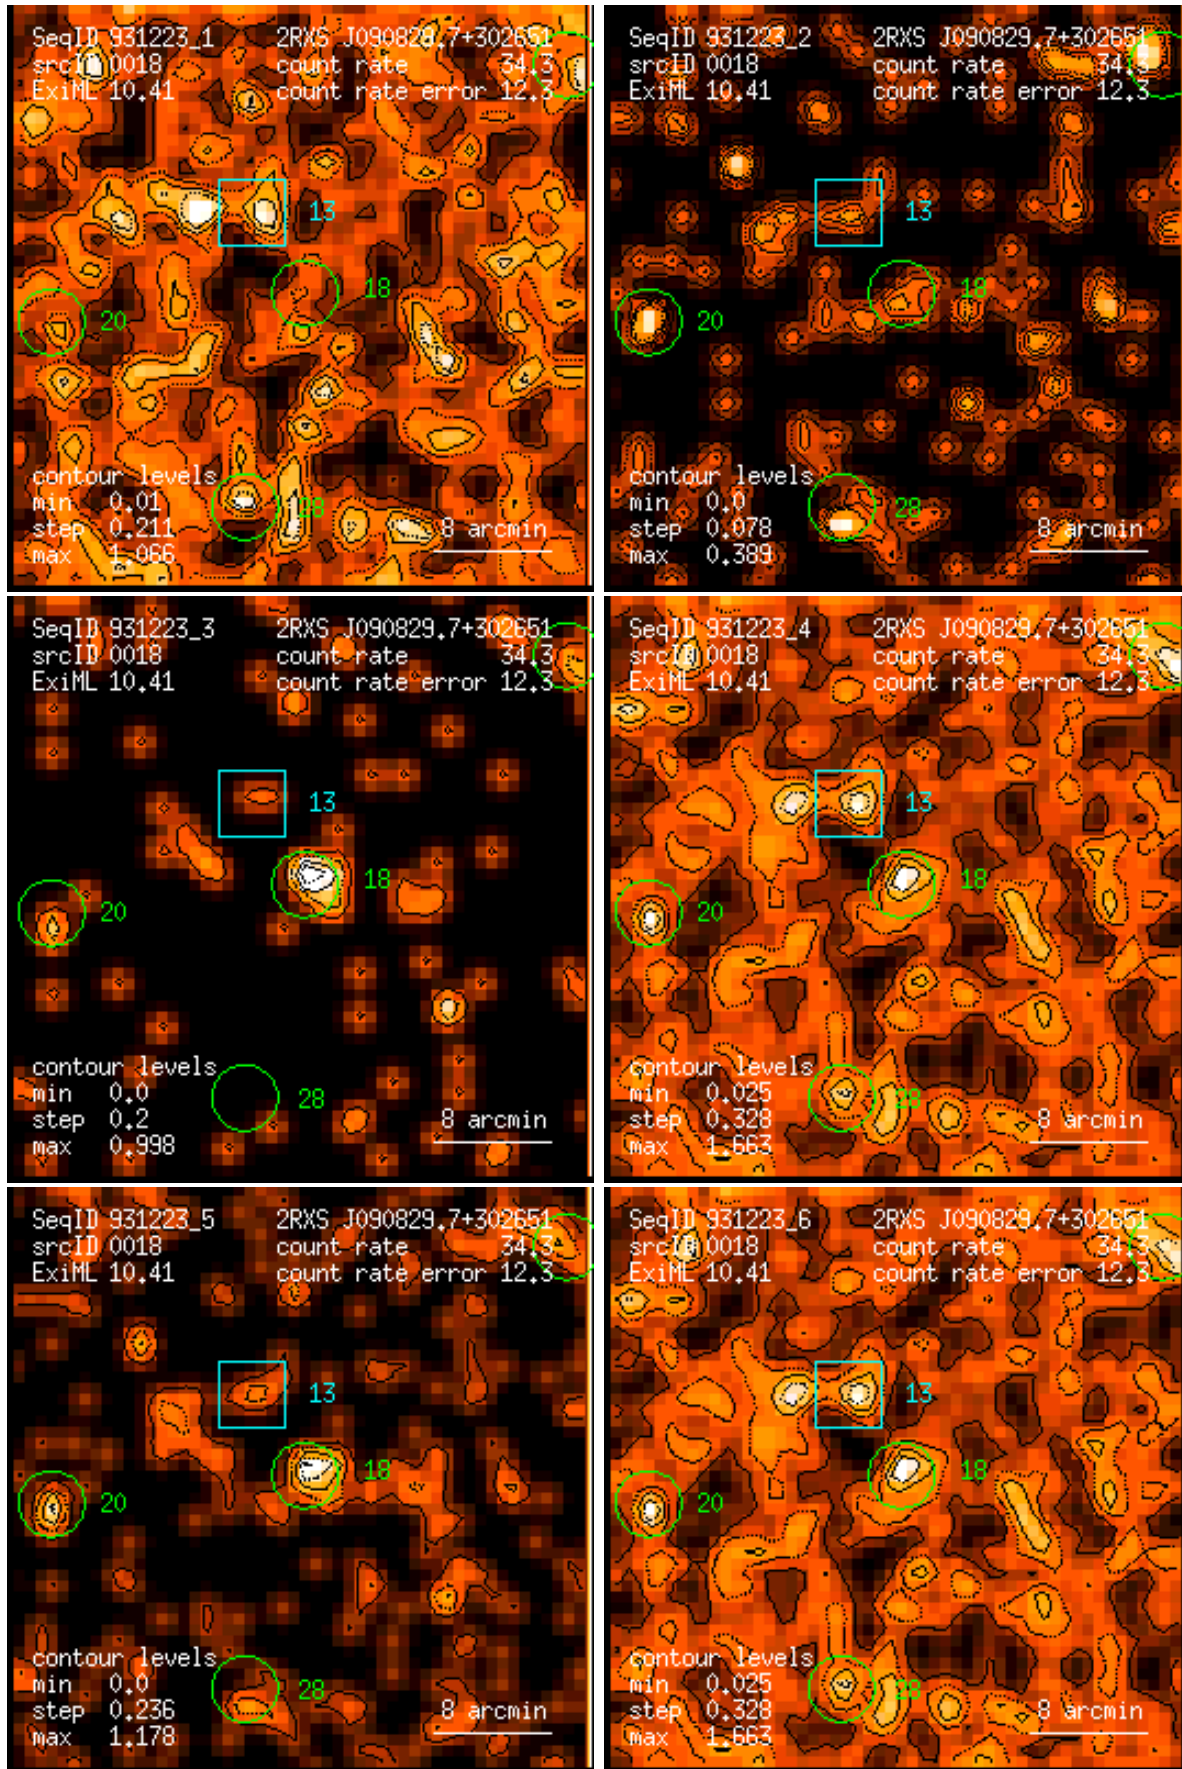 SeqID 931223_1 2RXS J090829.7+302651
srcID 0018 count rate 34.3
ExiML 10.41 count rate error 12.3
13
18
20
28
contour levels
min 0.01
step 0.211
max 1.066
8 arcmin
SeqID 931223_2 2RXS J090829.7+302651
srcID 0018 count rate 34.3
ExiML 10.41 count rate error 12.3
13
18
20
28
contour levels
min 0.0
step 0.078
max 0.389
8 arcmin
SeqID 931223_3 2RXS J090829.7+302651
srcID 0018 count rate 34.3
ExiML 10.41 count rate error 12.3
13
18
20
28
contour levels
min 0.0
step 0.2
max 0.998
8 arcmin
SeqID 931223_4 2RXS J090829.7+302651
srcID 0018 count rate 34.3
ExiML 10.41 count rate error 12.3
13
18
20
28
contour levels
min 0.025
step 0.328
max 1.663
8 arcmin
SeqID 931223_5 2RXS J090829.7+302651
srcID 0018 count rate 34.3
ExiML 10.41 count rate error 12.3
13
18
20
28
contour levels
min 0.0
step 0.236
max 1.178
8 arcmin
SeqID 931223_6 2RXS J090829.7+302651
srcID 0018 count rate 34.3
ExiML 10.41 count rate error 12.3
13
18
20
28
contour levels
min 0.025
step 0.328
max 1.663
8 arcmin